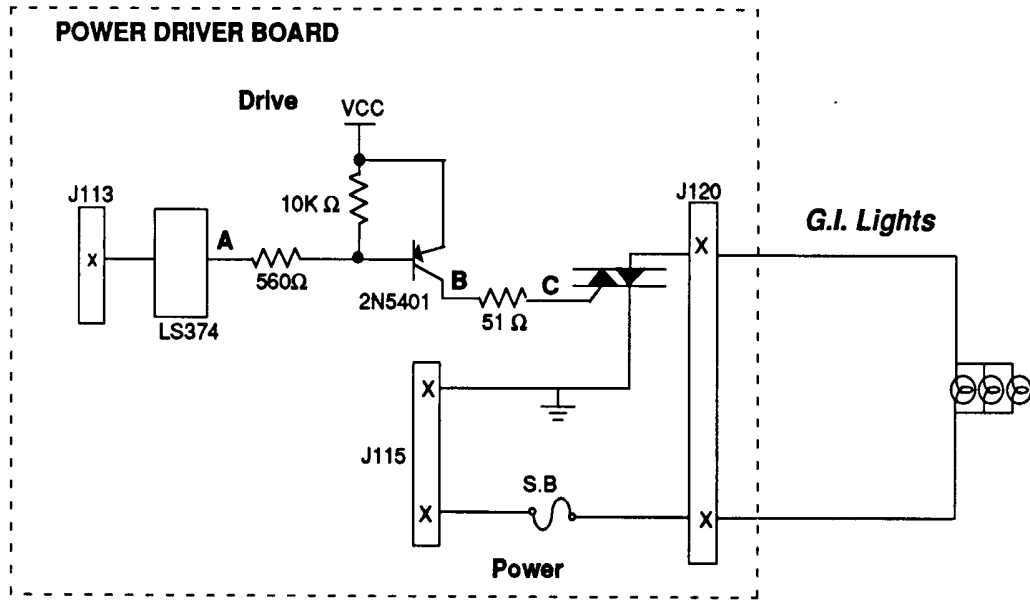 POWER DRIVER BOARD
Drive
VCC
J113
10K Ω
J120
G.I. Lights
x
A
X
560Ω
2N5401
B
C
51 Ω
LS374
X
J115
S.B
X
X
Power